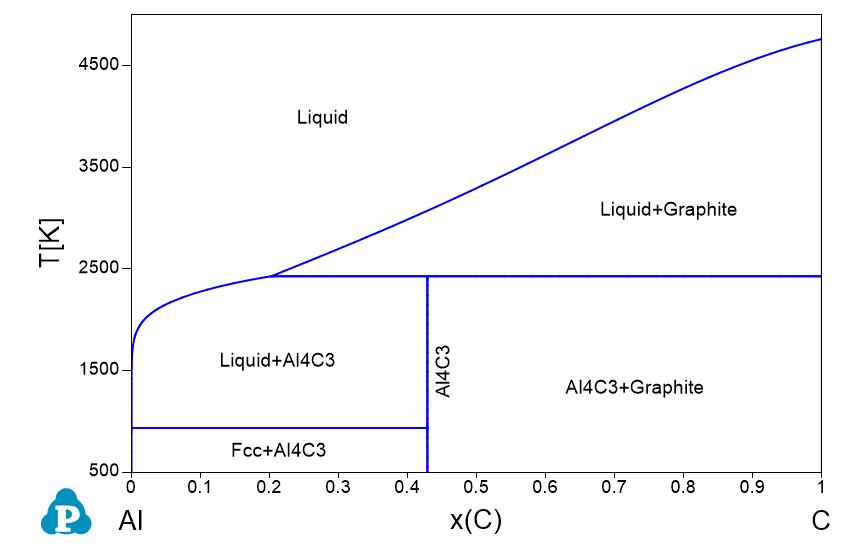 4500
Liquid
3500
T[K]
Liquid+Graphite
2500
Liquid+Al4C3
Al4C3
1500
Al4C3+Graphite
Fcc+Al4C3
500
0 0.1 0.2 0.3 0.4 0.5 0.6 0.7 0.8 0.9 1
P Al x(C) C